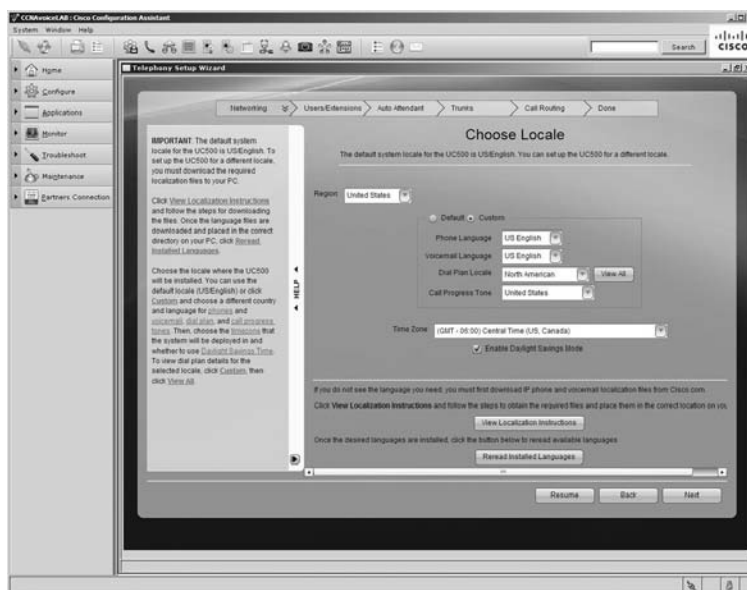 CCNAvoiceLAB : Cisco Configuration Assistant
System Window Help
Search
CISCO
Home
Configure
Applications
Monitor
Troubleshoot
Maintenance
Partners Connection
Telephony Setup Wizard
Networking Users/Extensions Auto Attendant Trunks Call Routing Done
IMPORTANT: The default system
locale for the UC500 is US/English. To
set up the UC500 for a different locale,
you must download the required
localization files to your PC.
Click View Localization Instructions
and follow the steps for downloading
the files. Once the language files are
downloaded and placed in the correct
directory on your PC, click Reread
Installed Languages.
Choose the locale where the UC500
will be installed. You can use the
default locale (US/English) or click
Custom and choose a different country
and language for phones and
voicemail, dial plan, and call progress
tones. Then, choose the timezone that
the system will be deployed in and
whether to use Daylight Savings Time.
To view dial plan details for the
selected locale, click Custom, then
click View All.
HELP
Choose Locale
The default system locale for the UC500 is US/English. You can set up the UC500 for a different locale.
Region United States
Default Custom
Phone Language US English
Voicemail Language US English
Dial Plan Locale North American View All
Call Progress Tone United States
Time Zone (GMT - 06:00) Central Time (US, Canada)
Enable Daylight Savings Mode
If you do not see the language you need, you must first download IP phone and voicemail localization files from Cisco.com.
Click View Localization Instructions and follow the steps to obtain the required files and place them in the correct location on you
View Localization Instructions
Once the desired languages are installed, click the button below to reread available languages
Reread Installed Languages
Resume Back Next